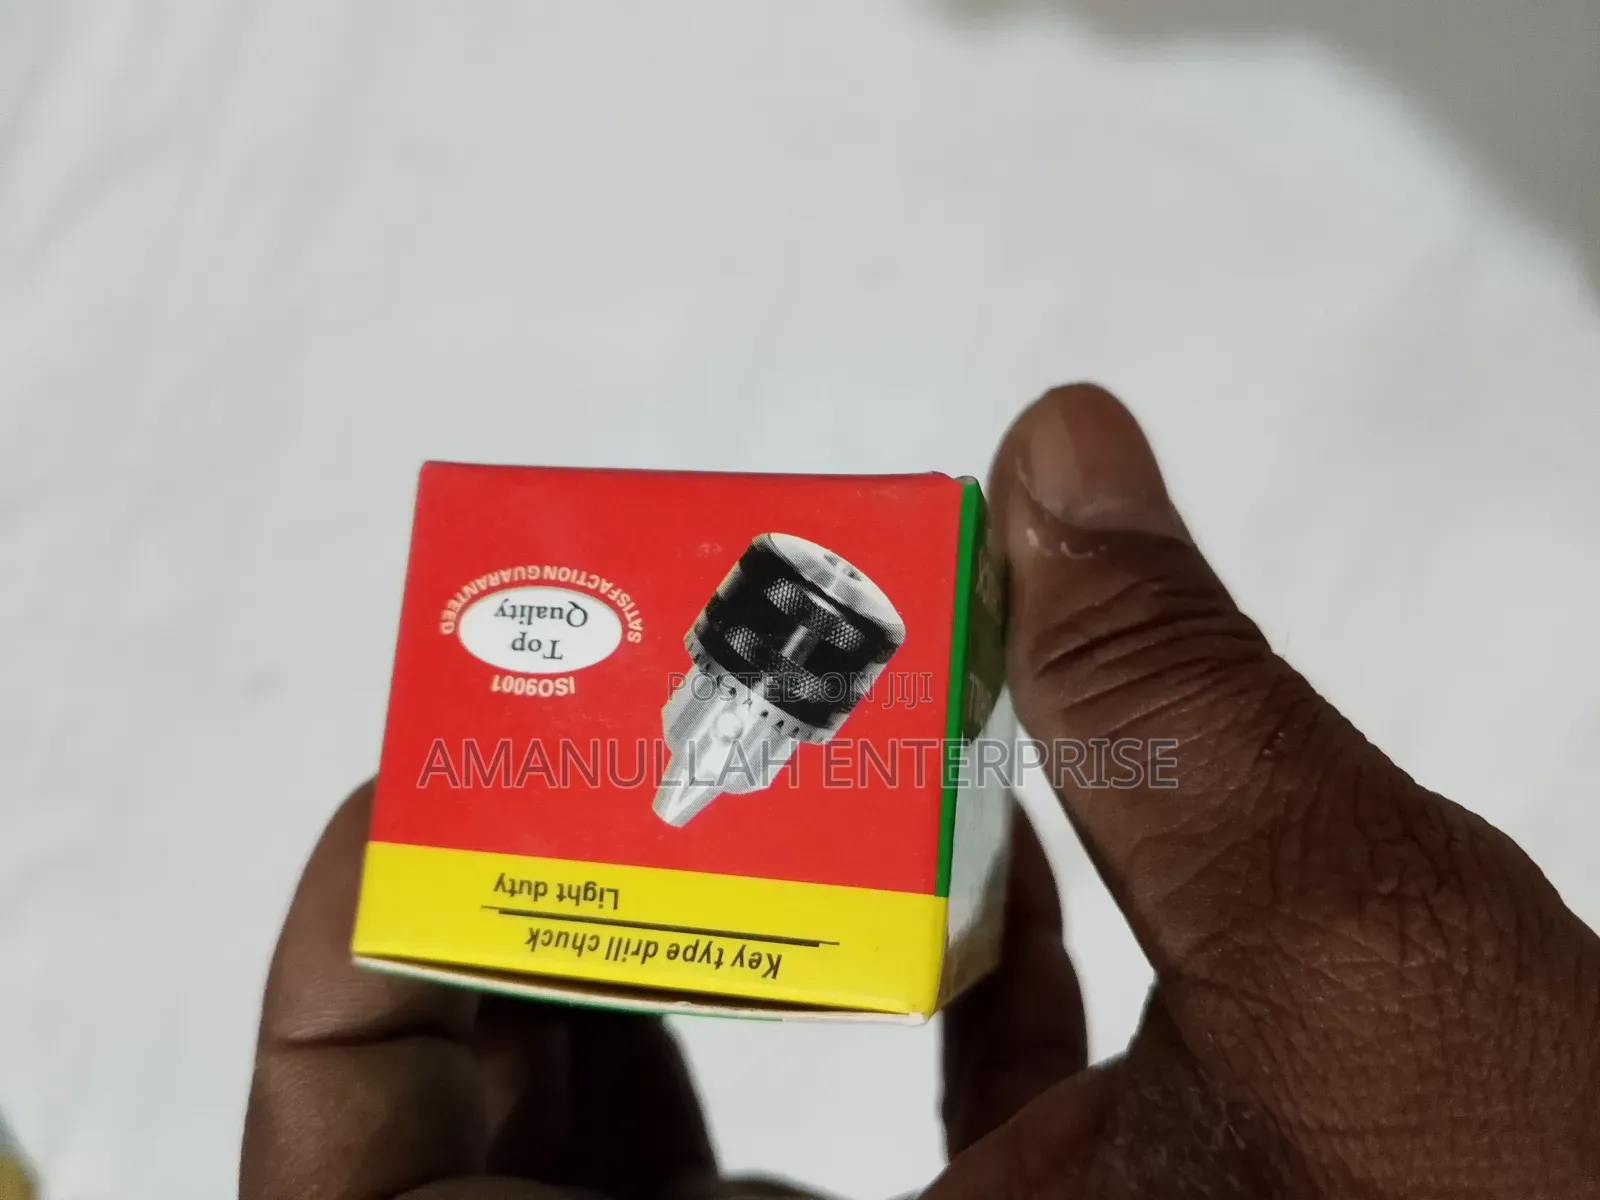 Key type drill chuck
Light duty
ISO9001
Top
Quality
SATISFACTION GUARANTEED
POSTED ON JIJI
AMANULLAH ENTERPRISE